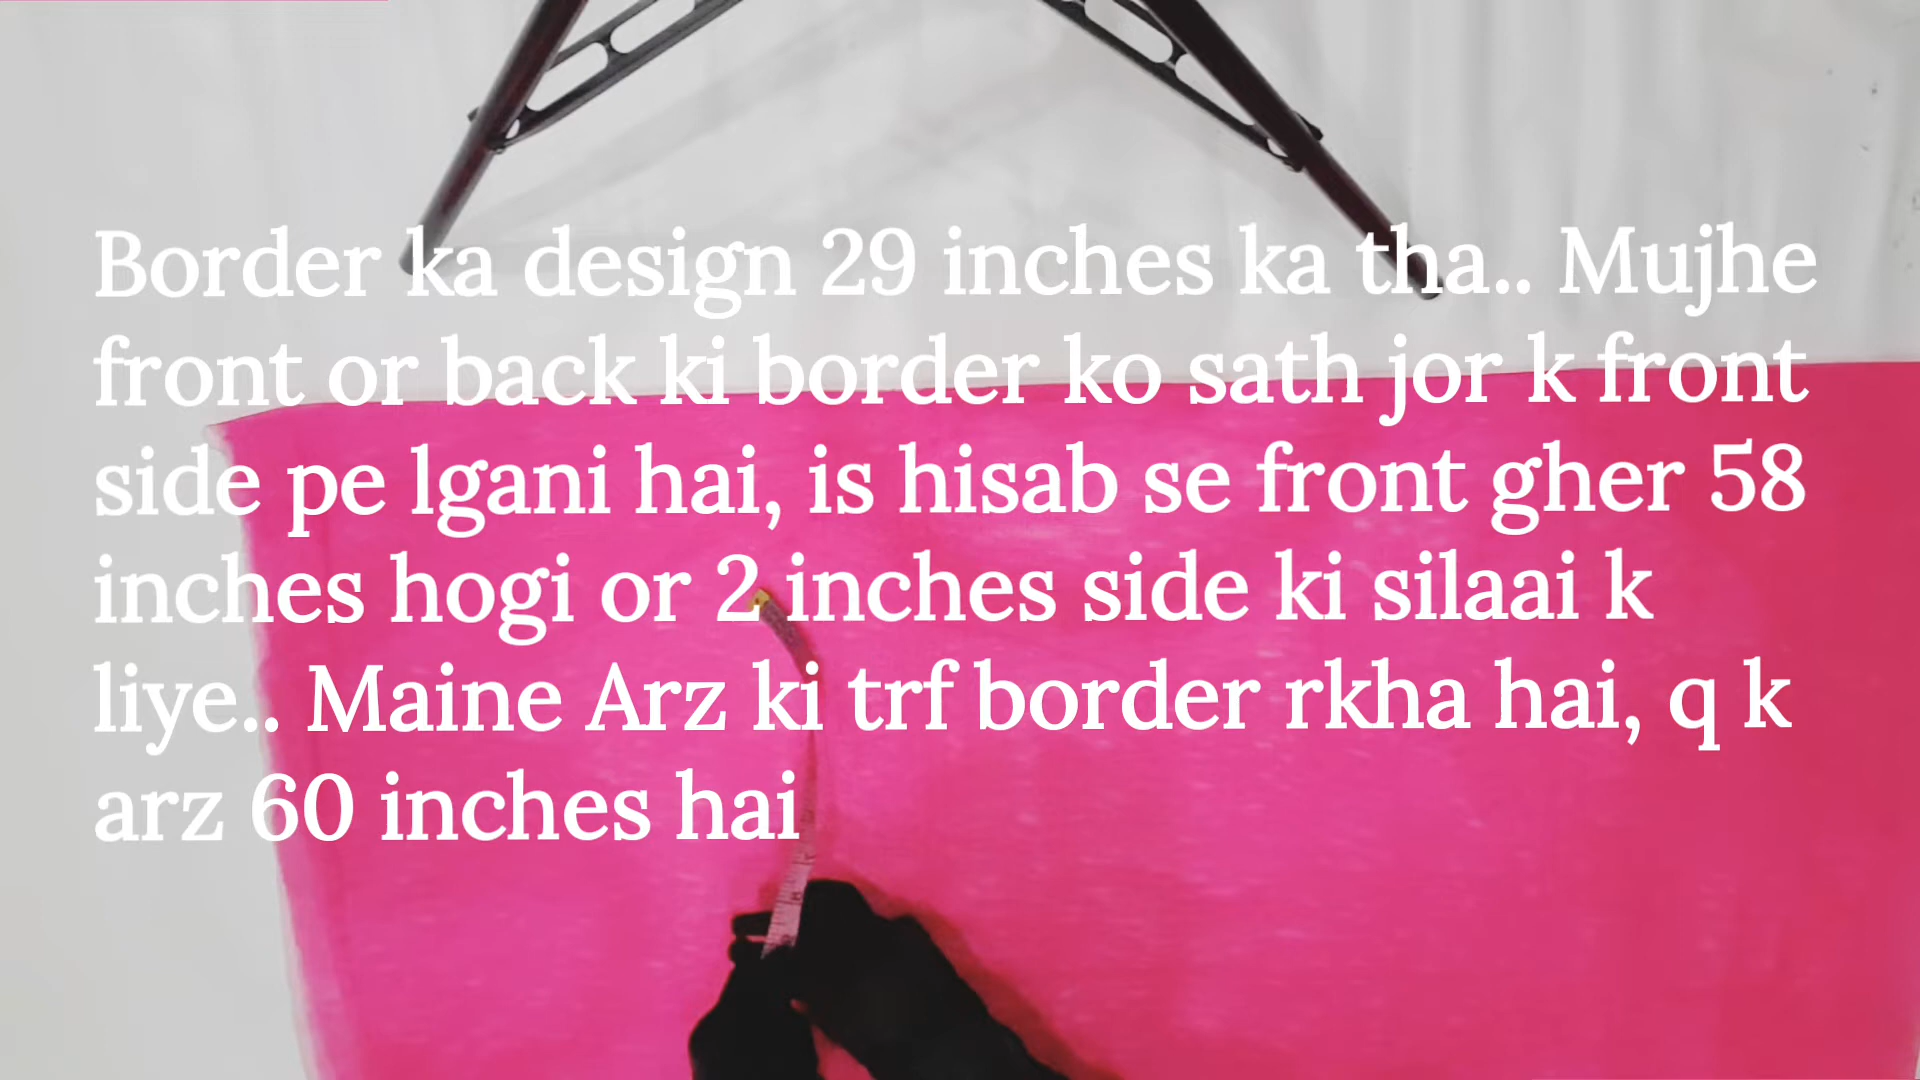 Border ka design 29 inches ka tha.. Mujhe
front or back ki border ko sath jor k front
side pe lgani hai, is hisab se front gher 58
inches hogi or 2 inches side ki silaai k
liye.. Maine Arz ki trf border rkha hai, q k
arz 60 inches hai